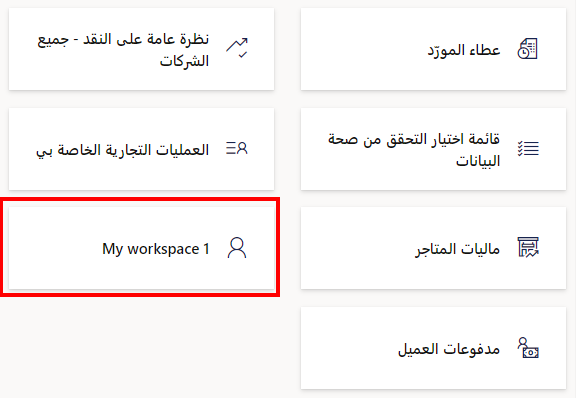 عطاء المورّد
نظرة عامة على النقد - جميع
الشركات
قائمة اختيار التحقق من صحة
البيانات
العمليات التجارية الخاصة بي
ماليات المتاجر
My workspace 1
مدفوعات العميل